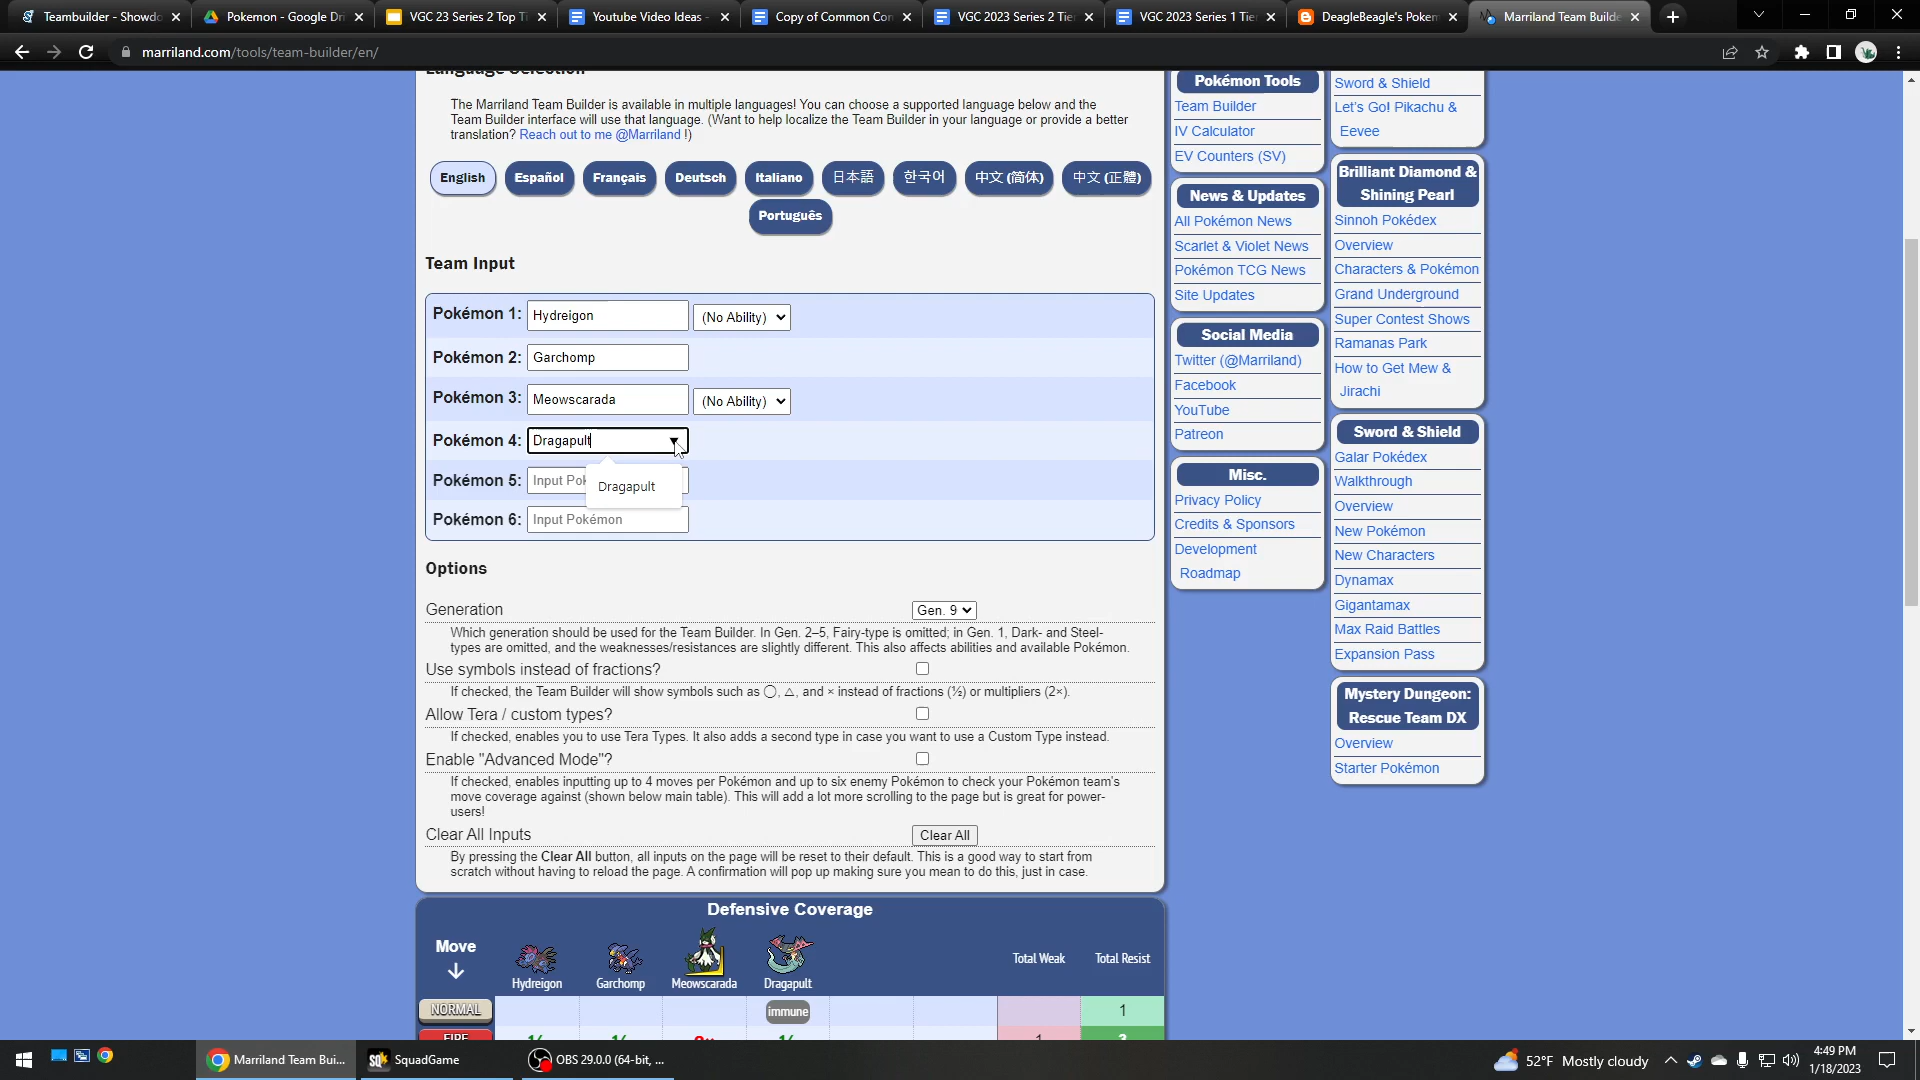 Teambuilder - Showdo
Pokemon - Google Dri
VGC 23 Series 2 Top Ti
Youtube Video Ideas -
Copy of Common Con
VGC 2023 Series 2 Tie
VGC 2023 Series 1 Tie
DeagleBeagle's Pokem
Marriland Team Builde
marriland.com/tools/team-builder/en/
Language Selection
The Marriland Team Builder is available in multiple languages! You can choose a supported language below and the
Team Builder interface will use that language. (Want to help localize the Team Builder in your language or provide a better
translation? Reach out to me @Marriland !)
English
Español
Français
Deutsch
Italiano
日本語
한국어
中文 (简体)
中文 (正體)
Português
Team Input
Pokémon 1: Hydreigon (No Ability)
Pokémon 2: Garchomp
Pokémon 3: Meowscarada (No Ability)
Pokémon 4: Dragapult
Pokémon 5: Input Pok
Dragapult
Pokémon 6: Input Pokémon
Options
Generation Gen. 9
Which generation should be used for the Team Builder. In Gen. 2–5, Fairy-type is omitted; in Gen. 1, Dark- and Steel-
types are omitted, and the weaknesses/resistances are slightly different. This also affects abilities and available Pokémon.
Use symbols instead of fractions?
If checked, the Team Builder will show symbols such as ◯, △, and × instead of fractions (½) or multipliers (2×).
Allow Tera / custom types?
If checked, enables you to use Tera Types. It also adds a second type in case you want to use a Custom Type instead.
Enable "Advanced Mode"?
If checked, enables inputting up to 4 moves per Pokémon and up to six enemy Pokémon to check your Pokémon team's
move coverage against (shown below main table). This will add a lot more scrolling to the page but is great for power-
users!
Clear All Inputs Clear All
By pressing the Clear All button, all inputs on the page will be reset to their default. This is a good way to start from
scratch without having to reload the page. A confirmation will pop up making sure you mean to do this, just in case.
Defensive Coverage
Move
↓
Hydreigon
Garchomp
Meowscarada
Dragapult
Total Weak
Total Resist
NORMAL immune 1
FIRE
Pokémon Tools
Team Builder
IV Calculator
EV Counters (SV)
News & Updates
All Pokémon News
Scarlet & Violet News
Pokémon TCG News
Site Updates
Social Media
Twitter (@Marriland)
Facebook
YouTube
Patreon
Misc.
Privacy Policy
Credits & Sponsors
Development
Roadmap
Sword & Shield
Let's Go! Pikachu &
Eevee
Brilliant Diamond &
Shining Pearl
Sinnoh Pokédex
Overview
Characters & Pokémon
Grand Underground
Super Contest Shows
Ramanas Park
How to Get Mew &
Jirachi
Sword & Shield
Galar Pokédex
Walkthrough
Overview
New Pokémon
New Characters
Dynamax
Gigantamax
Max Raid Battles
Expansion Pass
Mystery Dungeon:
Rescue Team DX
Overview
Starter Pokémon
Marriland Team Bui...
SquadGame
OBS 29.0.0 (64-bit, ...
52°F Mostly cloudy
4:49 PM
1/18/2023